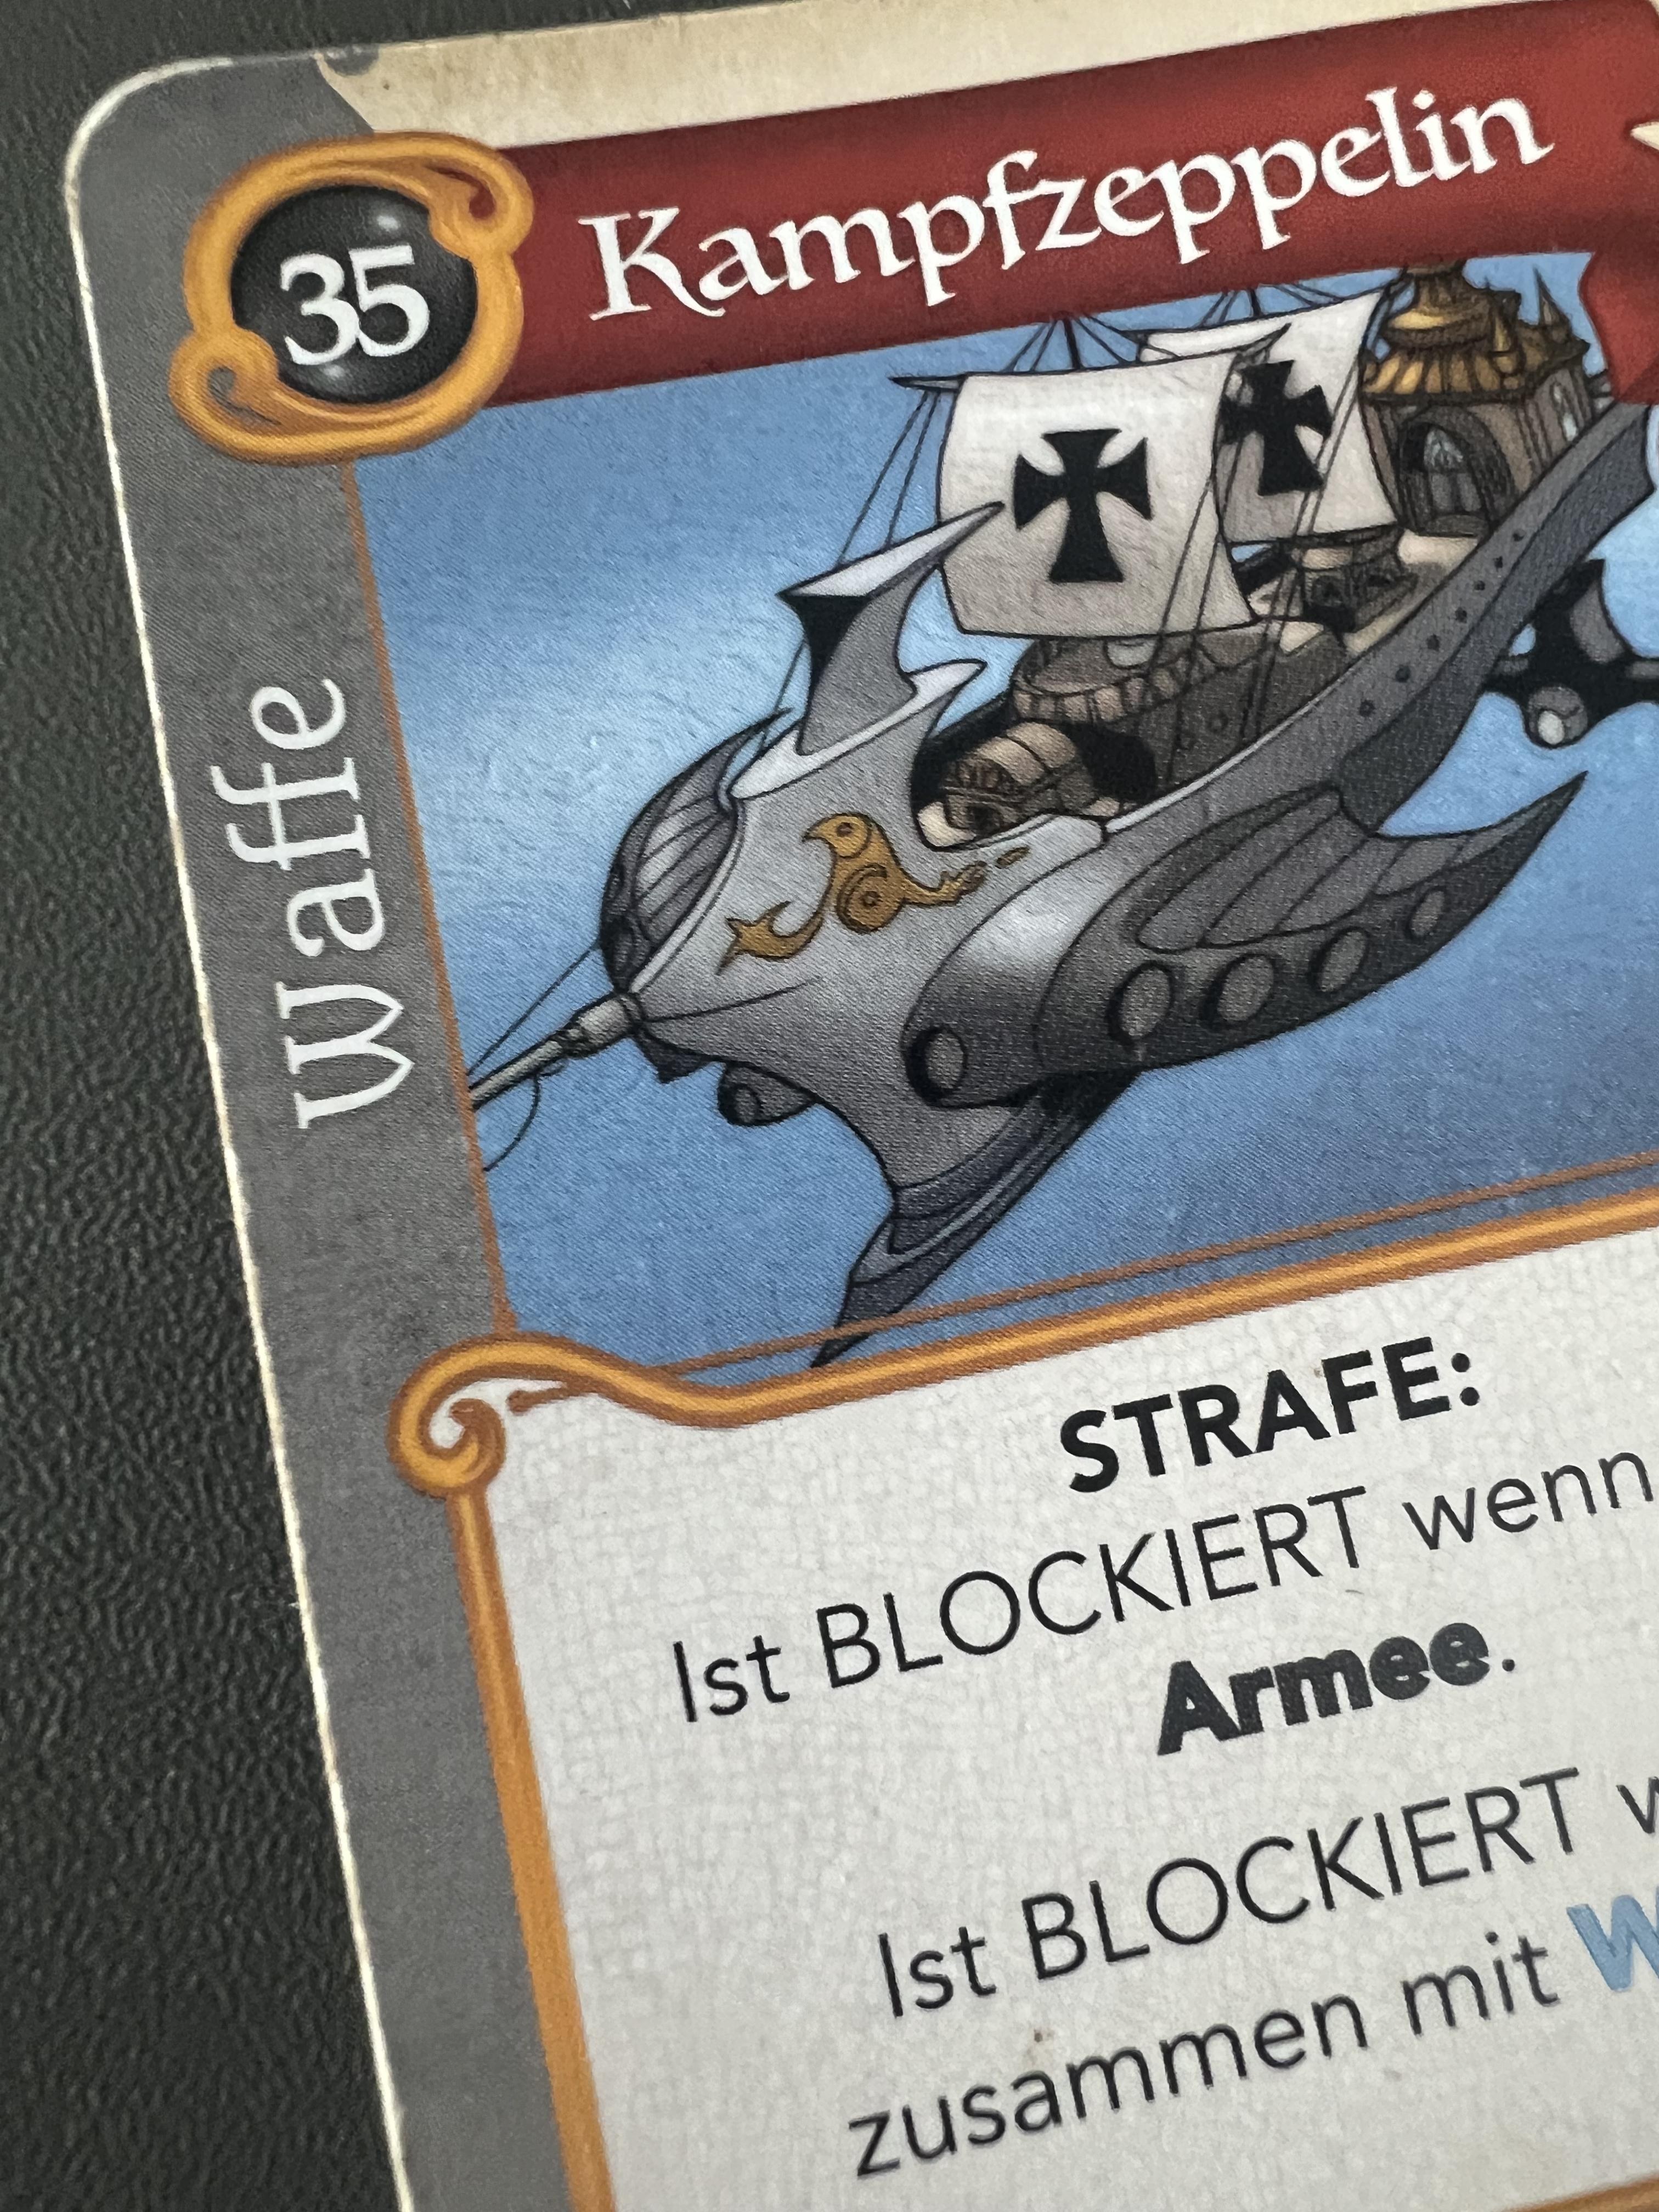 35
Kampfzeppelin
Waffe
STRAFE:
Ist BLOCKIERT wenn
Armee.
Ist BLOCKIERT
zusammen mit